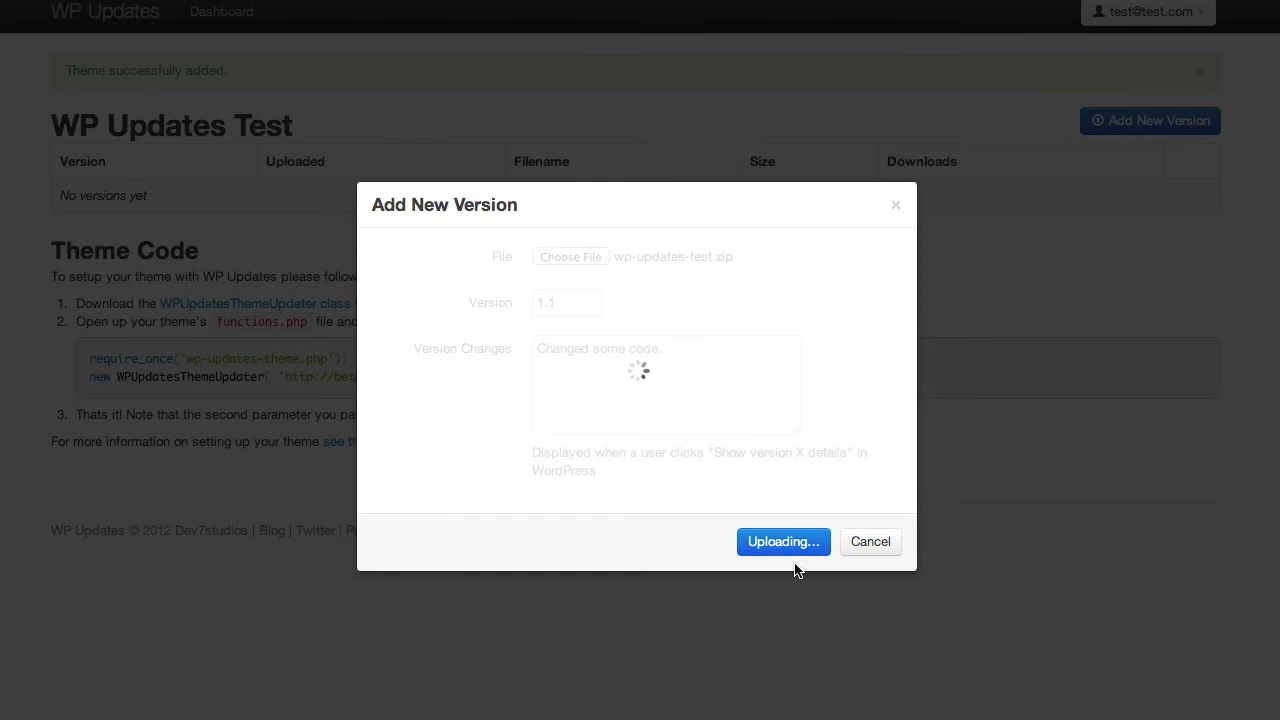 WP Updates
Dashboard
test@test.com
Theme successfully added.
×
WP Updates Test
Add New Version
Version Uploaded Filename Size Downloads
No versions yet
Add New Version
×
File Choose File wp-updates-test.zip
Version 1.1
Version Changes Changed some code.
Displayed when a user clicks "Show version X details" in
WordPress
Uploading...
Cancel
Theme Code
To setup your theme with WP Updates please follow
1. Download the WPUpdatesThemeUpdater class
2. Open up your theme's functions.php file and
require_once('wp-updates-theme.php');
new WPUpdatesThemeUpdater( 'http://bet
3. Thats it! Note that the second parameter you pa
For more information on setting up your theme see th
WP Updates © 2012 Dev7studios | Blog | Twitter |